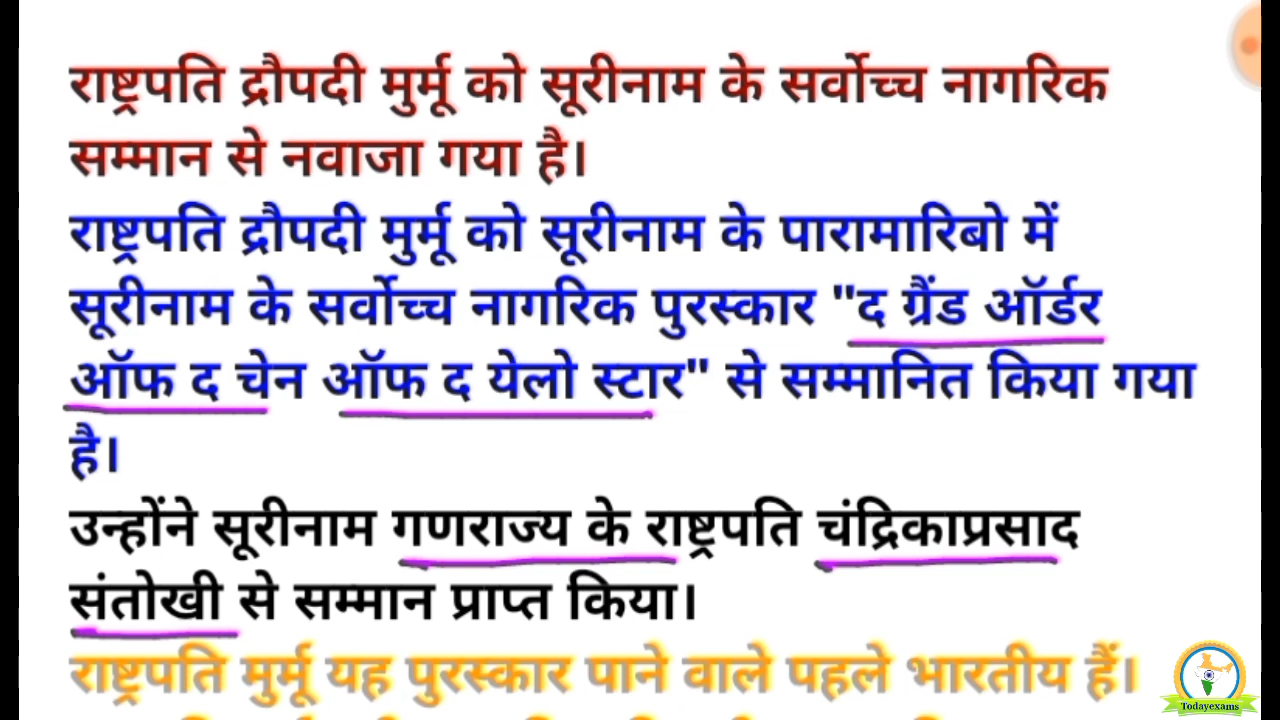 राष्ट्रपति द्रौपदी मुर्मू को सूरीनाम के सर्वोच्च नागरिक
सम्मान से नवाजा गया है।
राष्ट्रपति द्रौपदी मुर्मू को सूरीनाम के पारामारिबो में
सूरीनाम के सर्वोच्च नागरिक पुरस्कार "द ग्रैंड ऑर्डर
ऑफ द चेन ऑफ द येलो स्टार" से सम्मानित किया गया
है।
उन्होंने सूरीनाम गणराज्य के राष्ट्रपति चंद्रिकाप्रसाद
संतोखी से सम्मान प्राप्त किया।
राष्ट्रपति मुर्मू यह पुरस्कार पाने वाले पहले भारतीय हैं।
Todayexams